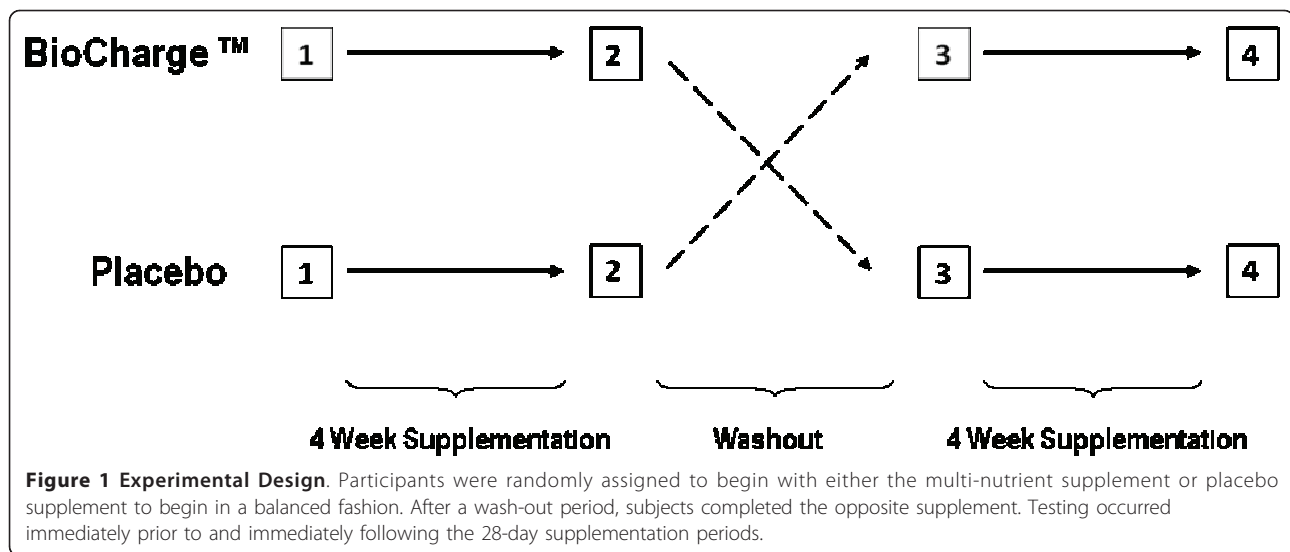 BioCharge ™ 1 2 3 4
Placebo 1 2 3 4
4 Week Supplementation Washout 4 Week Supplementation
Figure 1 Experimental Design. Participants were randomly assigned to begin with either the multi-nutrient supplement or placebo
supplement to begin in a balanced fashion. After a wash-out period, subjects completed the opposite supplement. Testing occurred
immediately prior to and immediately following the 28-day supplementation periods.